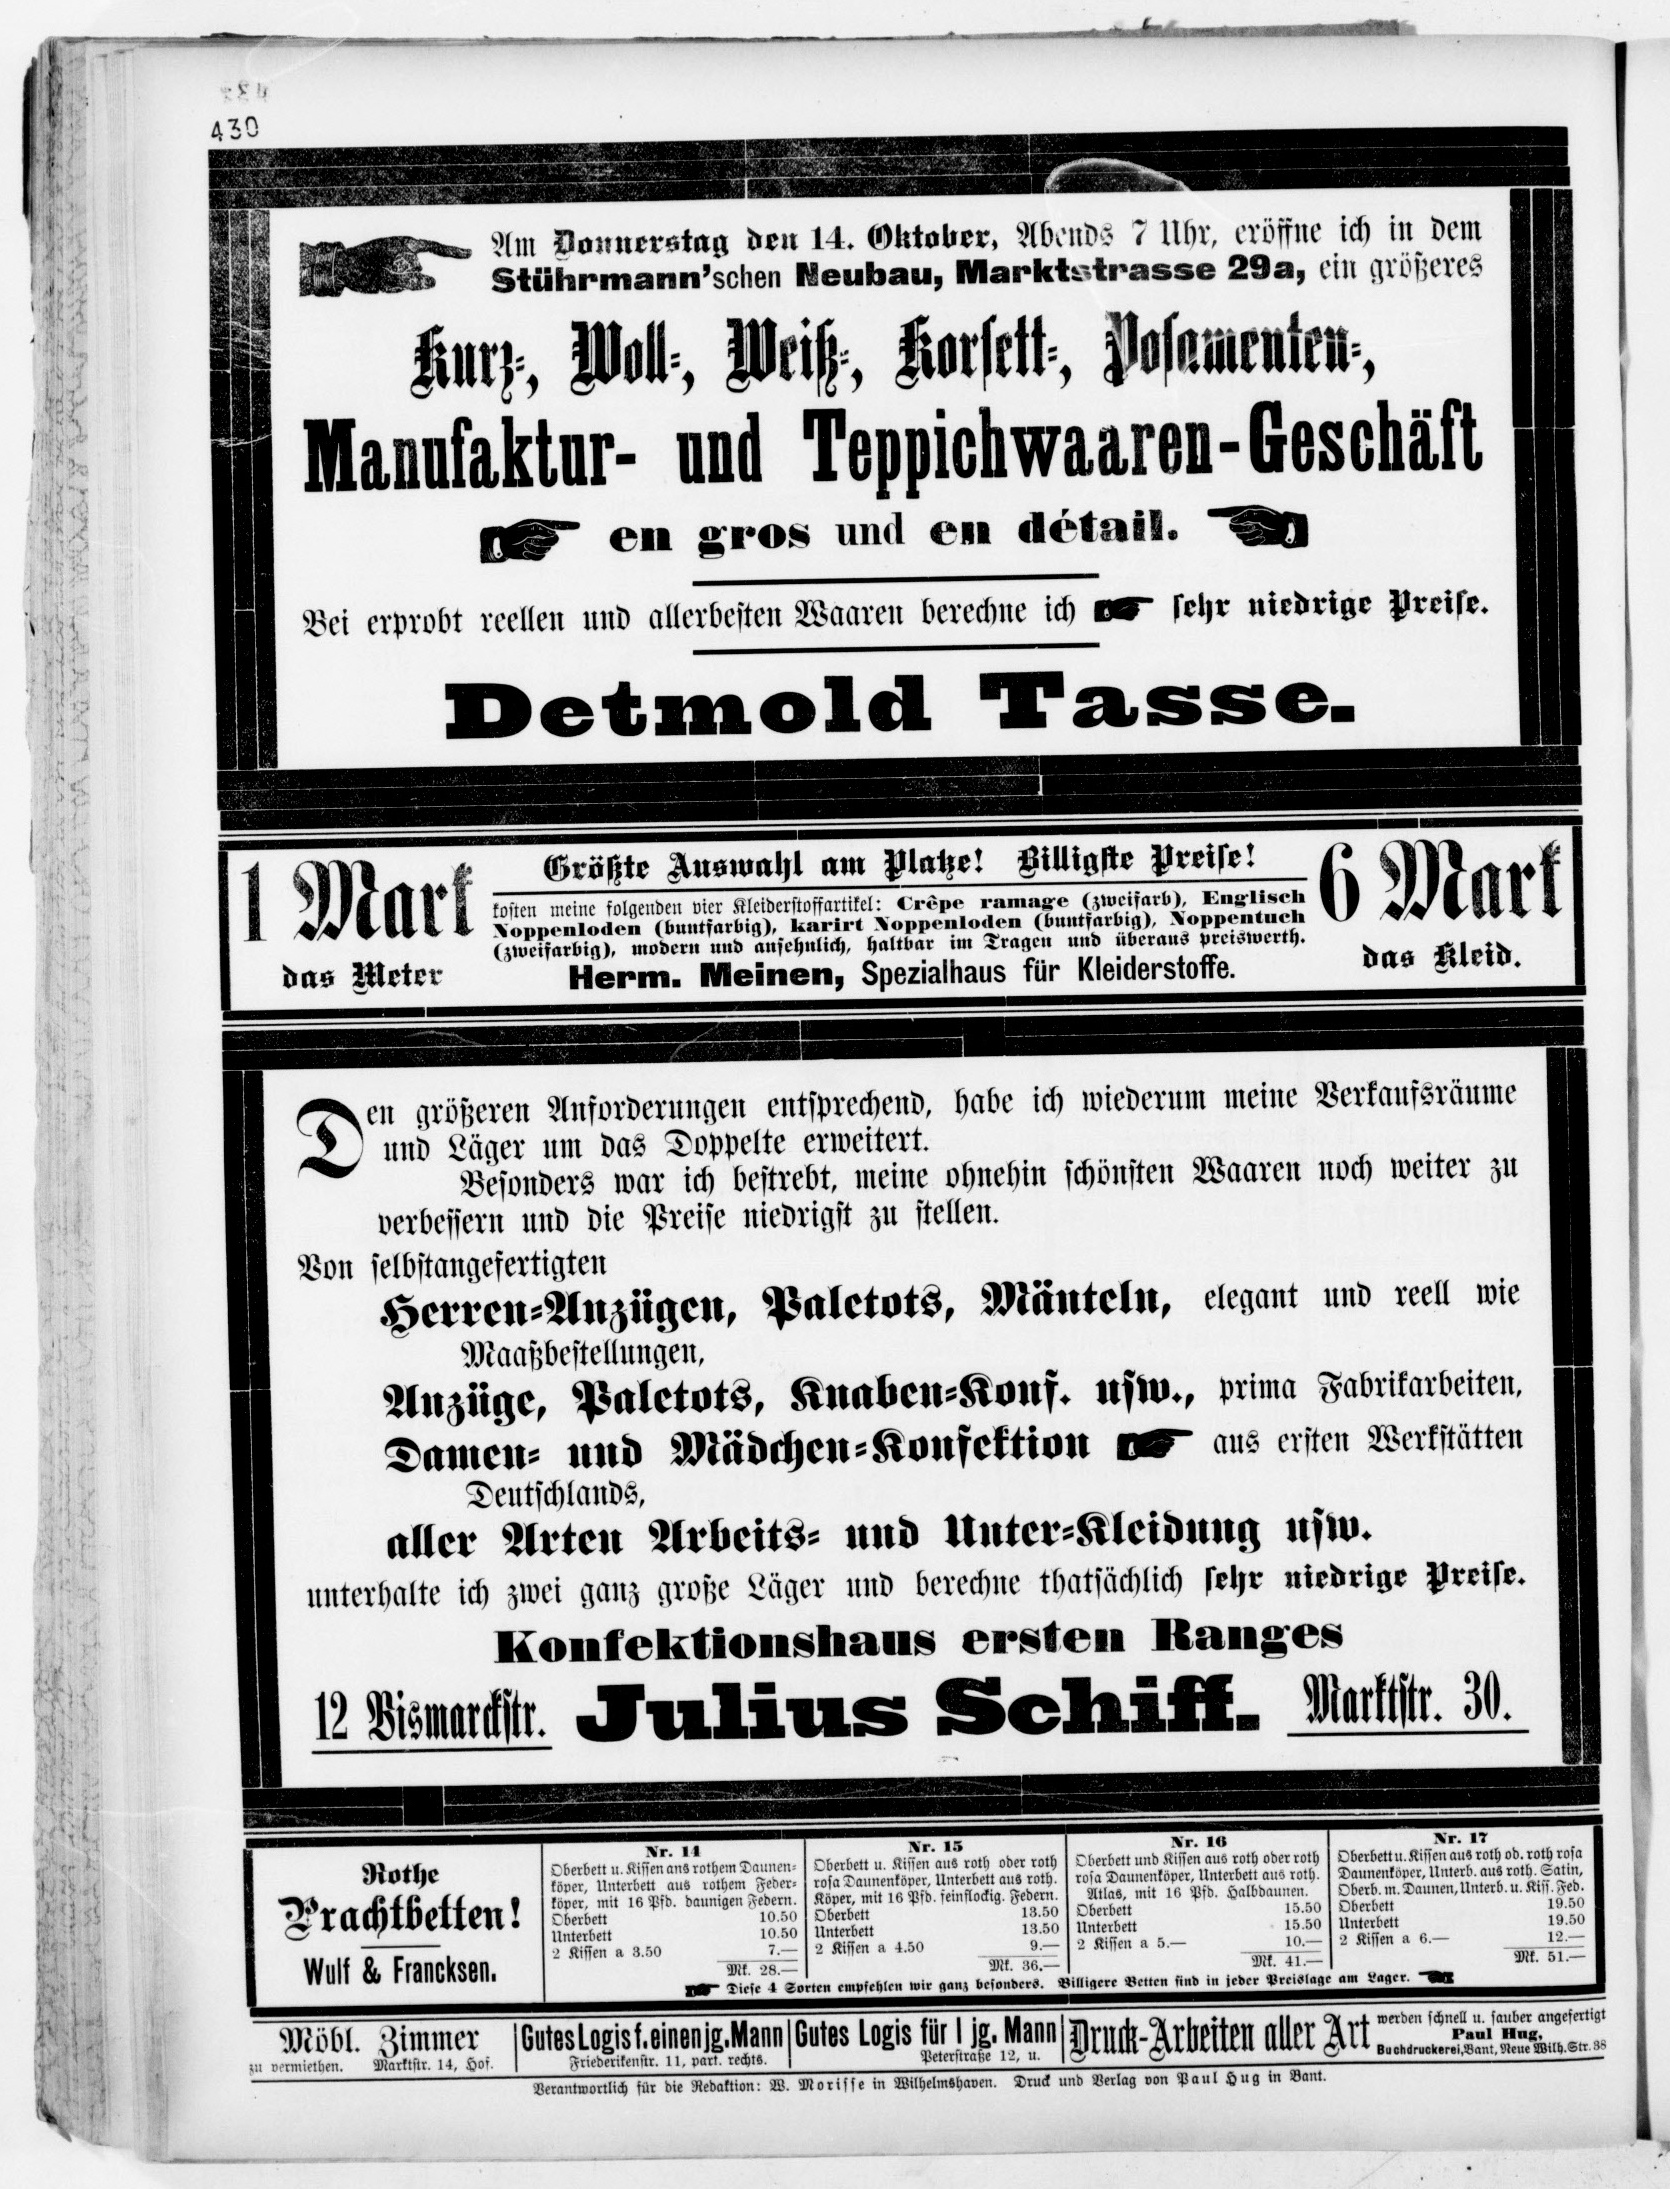 430
Am Donnerstag den 14. Oktober, Abends 7 Uhr, eröffne ich in dem
Stührmann'schen Neubau, Marktstrasse 29a, ein größeres
Kurz-, Woll-, Weiß-, Korsett-, Posamenten-,
Manufaktur- und Teppichwaaren-Geschäft
en gros und en détail.
Bei erprobt reellen und allerbesten Waaren berechne ich sehr niedrige Preise.
Detmold Tasse.
1 Mark
das Meter
Größte Auswahl am Platze! Billigste Preise!
kosten meine folgenden vier Kleiderstoffartikel: Crêpe ramage (zweifarb), Englisch
Noppenloden (buntfarbig), karirt Noppenloden (buntfarbig), Noppentuch
(zweifarbig), modern und ansehnlich, haltbar im Tragen und überaus preiswerth.
Herm. Meinen, Spezialhaus für Kleiderstoffe.
6 Mark
das Kleid.
Den größeren Anforderungen entsprechend, habe ich wiederum meine Verkaufsräume
und Läger um das Doppelte erweitert.
Besonders war ich bestrebt, meine ohnehin schönsten Waaren noch weiter zu
verbessern und die Preise niedrigst zu stellen.
Von selbstangefertigten
Herren-Anzügen, Paletots, Mänteln, elegant und reell wie
Maaßbestellungen,
Anzüge, Paletots, Knaben-Konf. usw., prima Fabrikarbeiten,
Damen- und Mädchen-Konfektion aus ersten Werkstätten
Deutschlands,
aller Arten Arbeits- und Unter-Kleidung usw.
unterhalte ich zwei ganz große Läger und berechne thatsächlich sehr niedrige Preise.
Konfektionshaus ersten Ranges
12 Bismarckstr. Julius Schiff. Marktstr. 30.
Rothe
Prachtbetten!
Wulf & Francksen.
Nr. 14
Oberbett u. Kissen aus rothem Daunen-
köper, Unterbett aus rothem Feder-
köper, mit 16 Pfd. daunigen Federn.
Oberbett 10.50
Unterbett 10.50
2 Kissen a 3.50 7.—
Mk. 28.—
Nr. 15
Oberbett u. Kissen aus roth oder roth
rosa Daunenköper, Unterbett aus roth.
Köper, mit 16 Pfd. feinflockig. Federn.
Oberbett 13.50
Unterbett 13.50
2 Kissen a 4.50 9.—
Mk. 36.—
Nr. 16
Oberbett und Kissen aus roth oder roth
rosa Daunenköper, Unterbett aus roth.
Atlas, mit 16 Pfd. Halbdaunen.
Oberbett 15.50
Unterbett 15.50
2 Kissen a 5.— 10.—
Mk. 41.—
Nr. 17
Oberbett u. Kissen aus roth od. roth rosa
Daunenköper, Unterb. aus roth. Satin,
Oberb. m. Daunen, Unterb. u. Kiss. Fed.
Oberbett 19.50
Unterbett 19.50
2 Kissen a 6.— 12.—
Mk. 51.—
Diese 4 Sorten empfehlen wir ganz besonders. Billigere Betten sind in jeder Preislage am Lager.
Möbl. Zimmer
zu vermiethen. Marktstr. 14, Hof.
Gutes Logis f. einen jg. Mann
Friederikenstr. 11, part. rechts.
Gutes Logis für 1 jg. Mann
Peterstraße 12, u.
Druck-Arbeiten aller Art
werden schnell u. sauber angefertigt
Paul Hug,
Buchdruckerei, Bant, Neue Wilh.Str. 38
Verantwortlich für die Redaktion: W. Morisse in Wilhelmshaven. Druck und Verlag von Paul Hug in Bant.